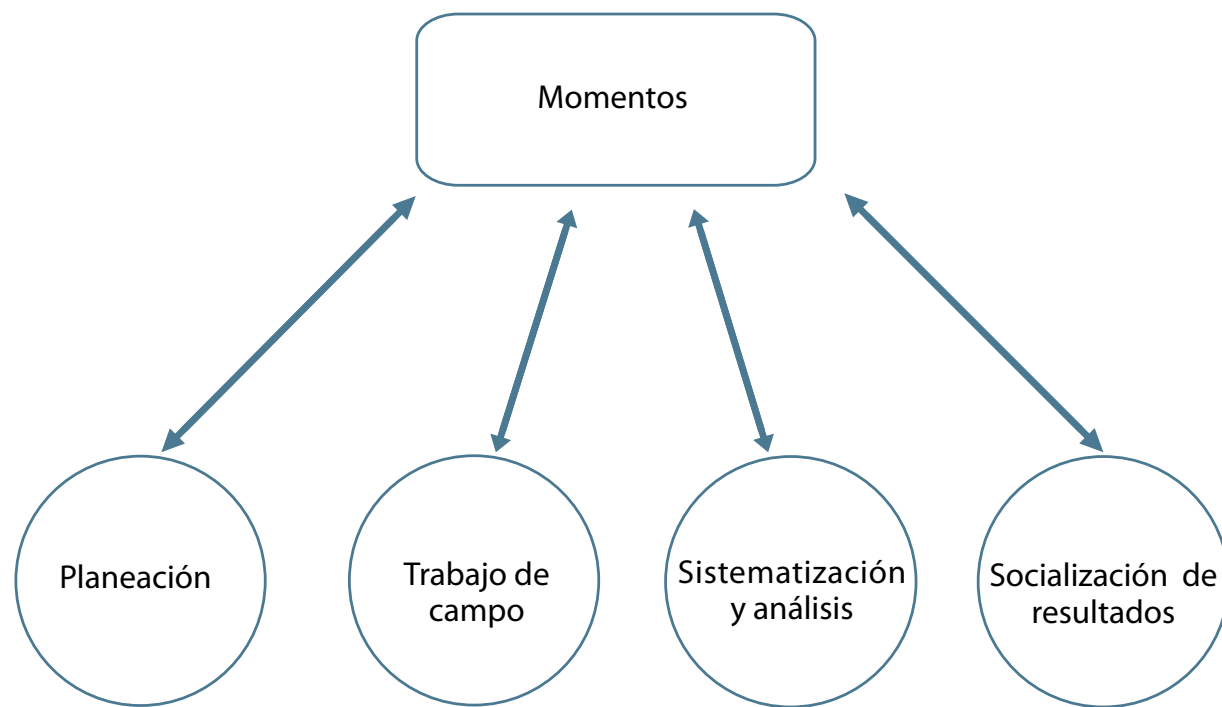 Momentos
Planeación
Trabajo de
campo
Sistematización
y análisis
Socialización de
resultados